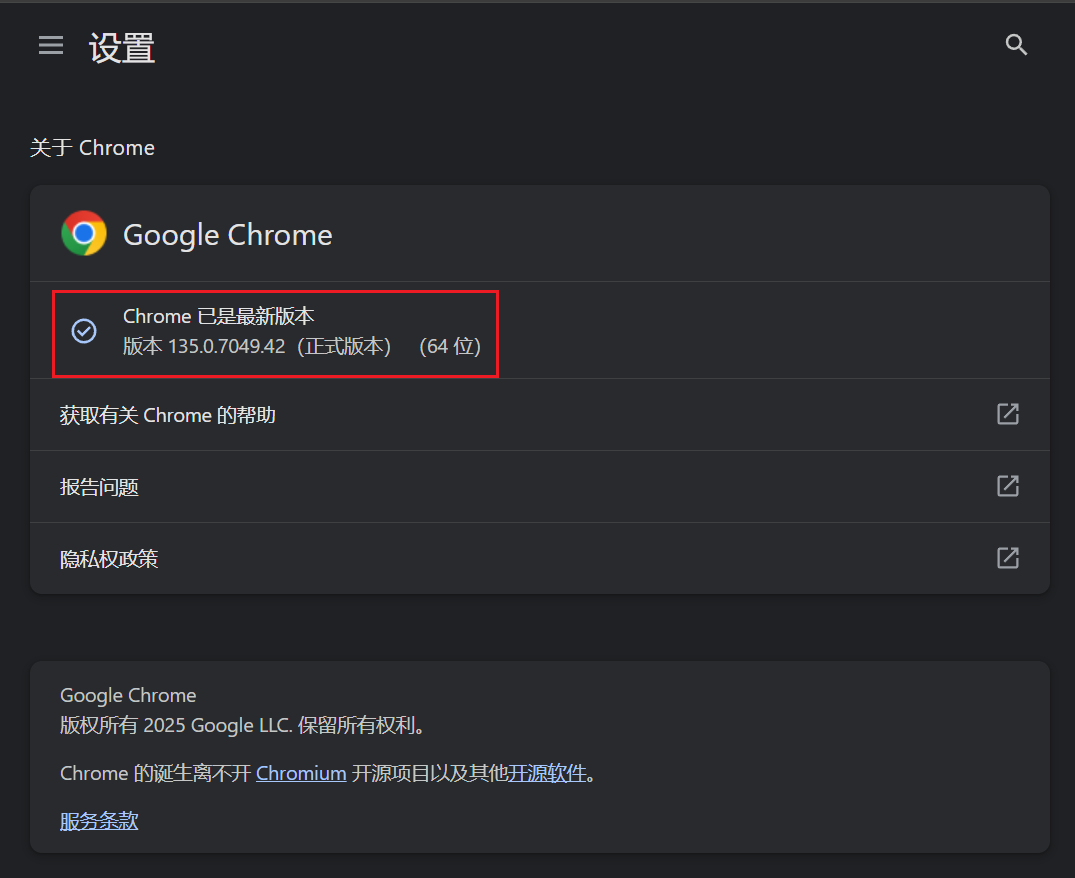 设置
关于 Chrome
Google Chrome
Chrome 已是最新版本
版本 135.0.7049.42（正式版本） （64 位）
获取有关 Chrome 的帮助
报告问题
隐私权政策
Google Chrome
版权所有 2025 Google LLC. 保留所有权利。
Chrome 的诞生离不开 Chromium 开源项目以及其他开源软件。
服务条款